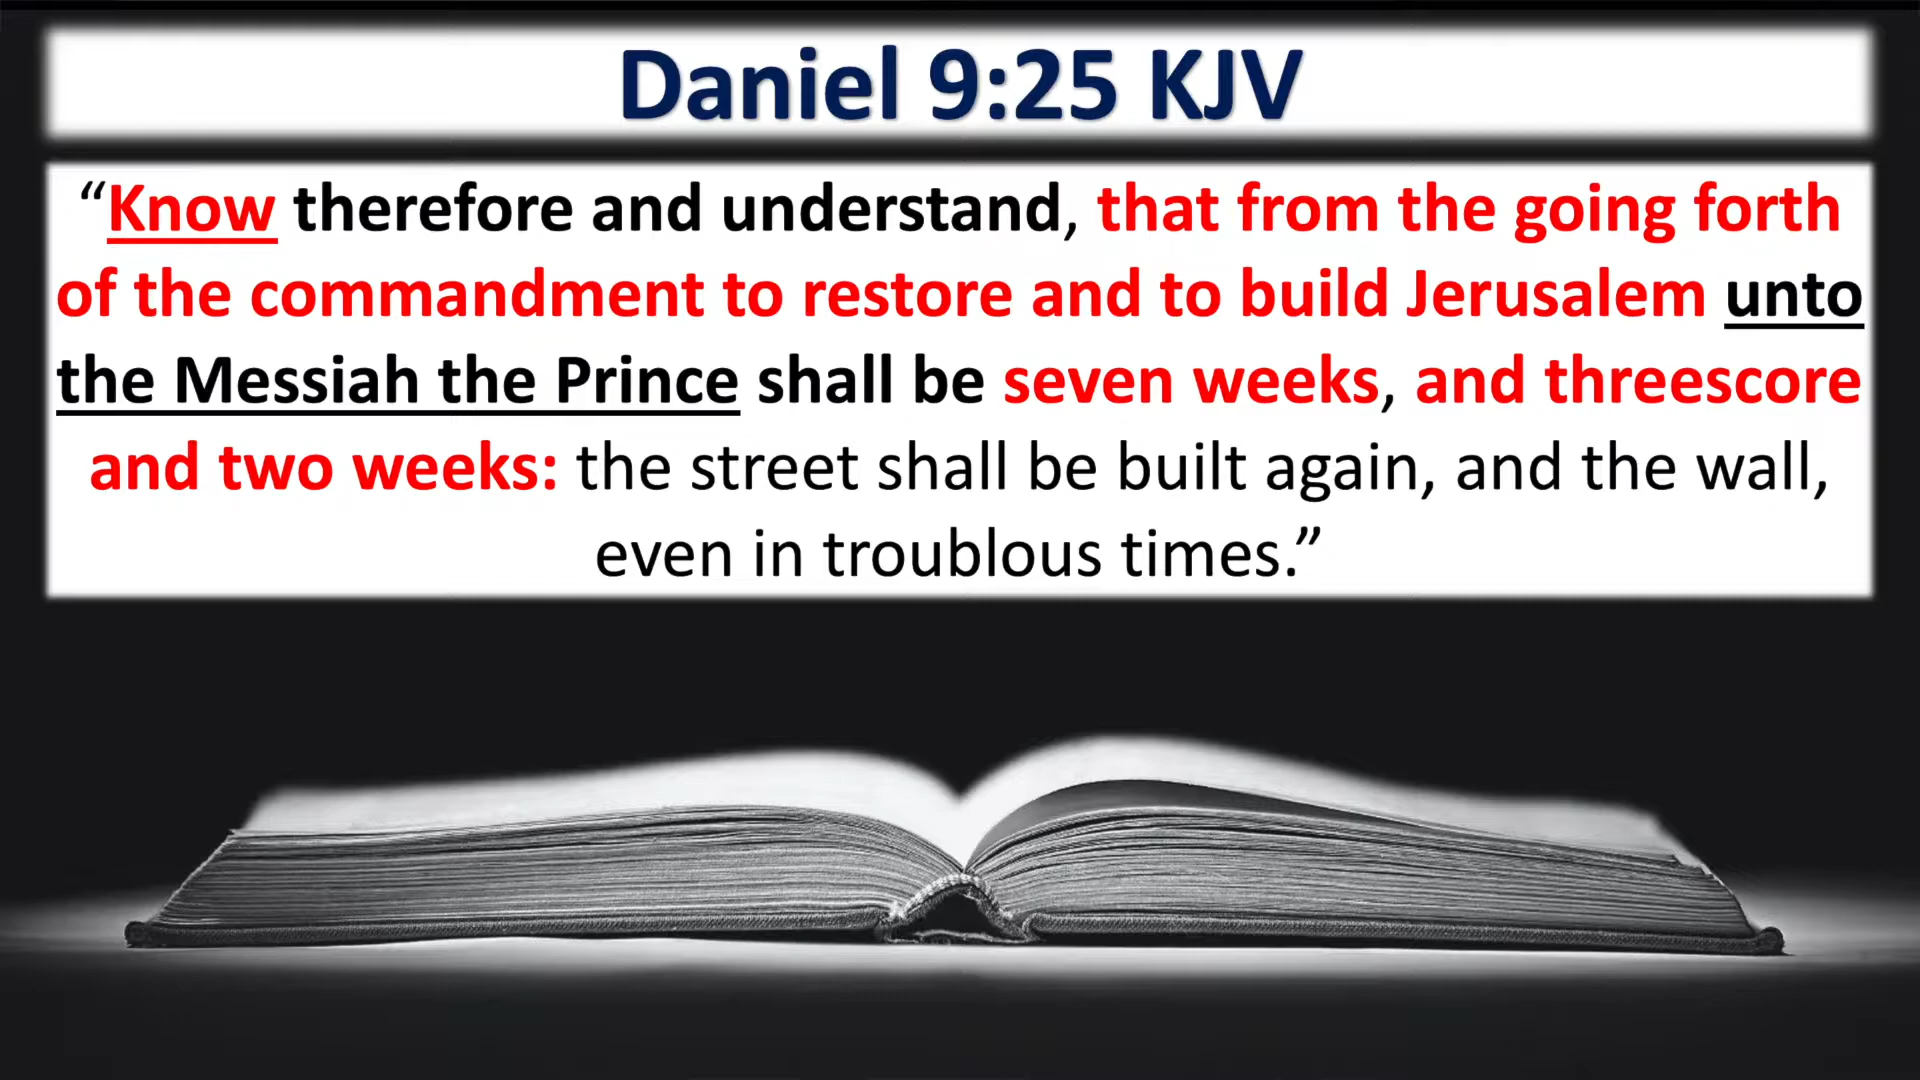 Daniel 9:25 KJV
“Know therefore and understand, that from the going forth
of the commandment to restore and to build Jerusalem unto
the Messiah the Prince shall be seven weeks, and threescore
and two weeks: the street shall be built again, and the wall,
even in troublous times.”